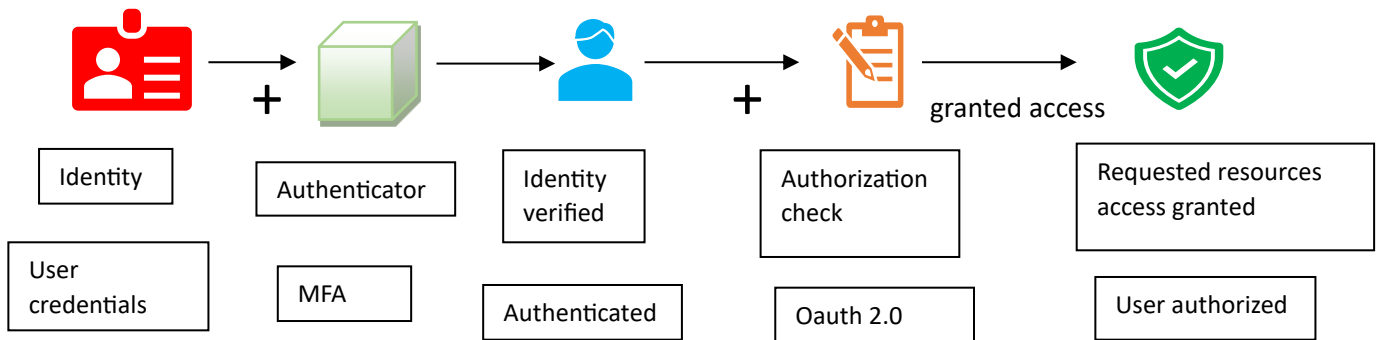 +
+
granted access
Identity
Authenticator
Identity
verified
Authorization
check
Requested resources
access granted
User
credentials
MFA
Authenticated
Oauth 2.0
User authorized